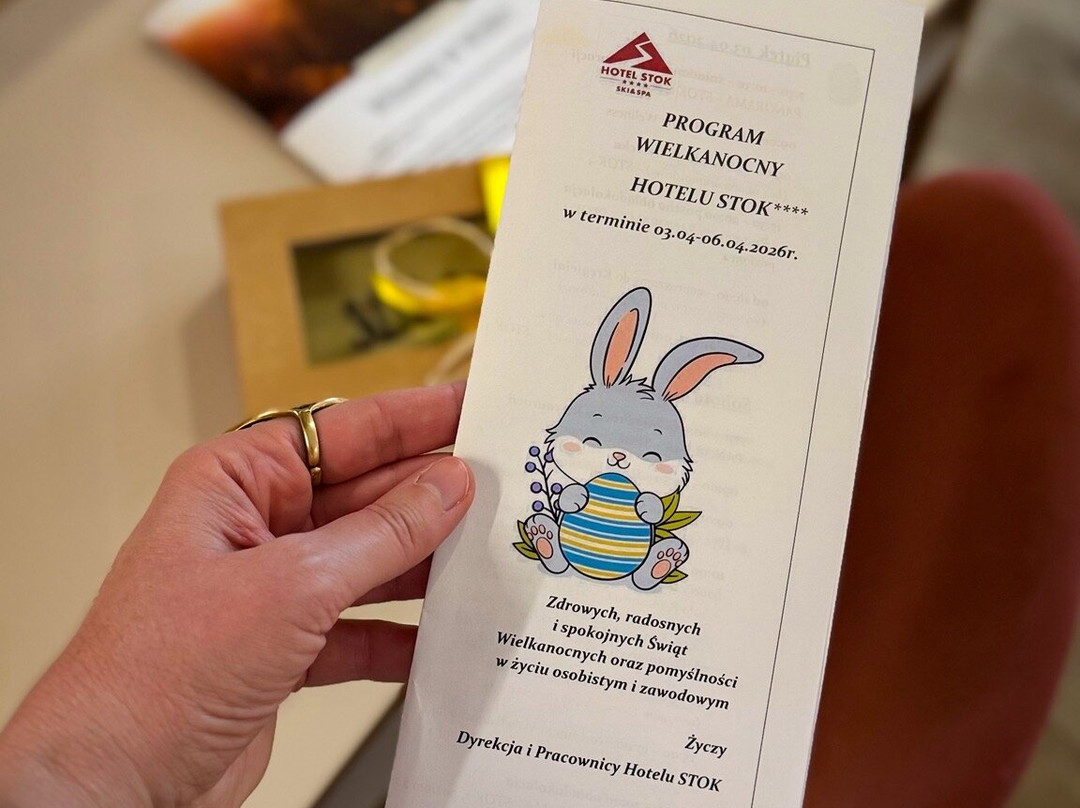 HOTEL STOK
****
SKI&SPA
PROGRAM
WIELKANOCNY
HOTELU STOK****
w terminie 03.04-06.04.2026r.
Zdrowych, radosnych
i spokojnych Świąt
Wielkanocnych oraz pomyślności
w życiu osobistym i zawodowym
Życzy
Dyrekcja i Pracownicy Hotelu STOK